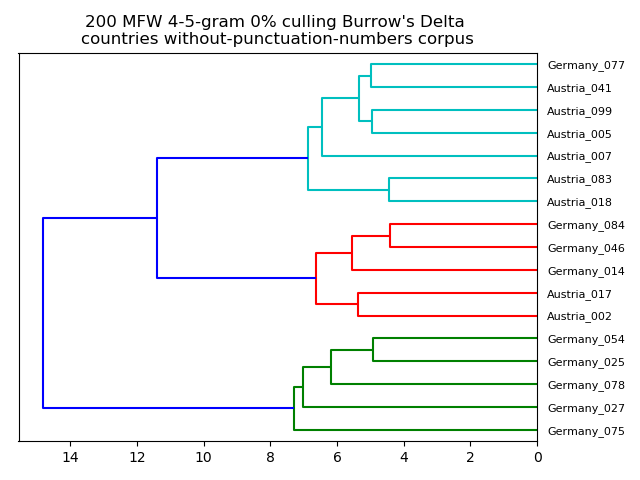 200 MFW 4-5-gram 0% culling Burrow's Delta
countries without-punctuation-numbers corpus
Germany_077
Austria_041
Austria_099
Austria_005
Austria_007
Austria_083
Austria_018
Germany_084
Germany_046
Germany_014
Austria_017
Austria_002
Germany_054
Germany_025
Germany_078
Germany_027
Germany_075
14 12 10 8 6 4 2 0